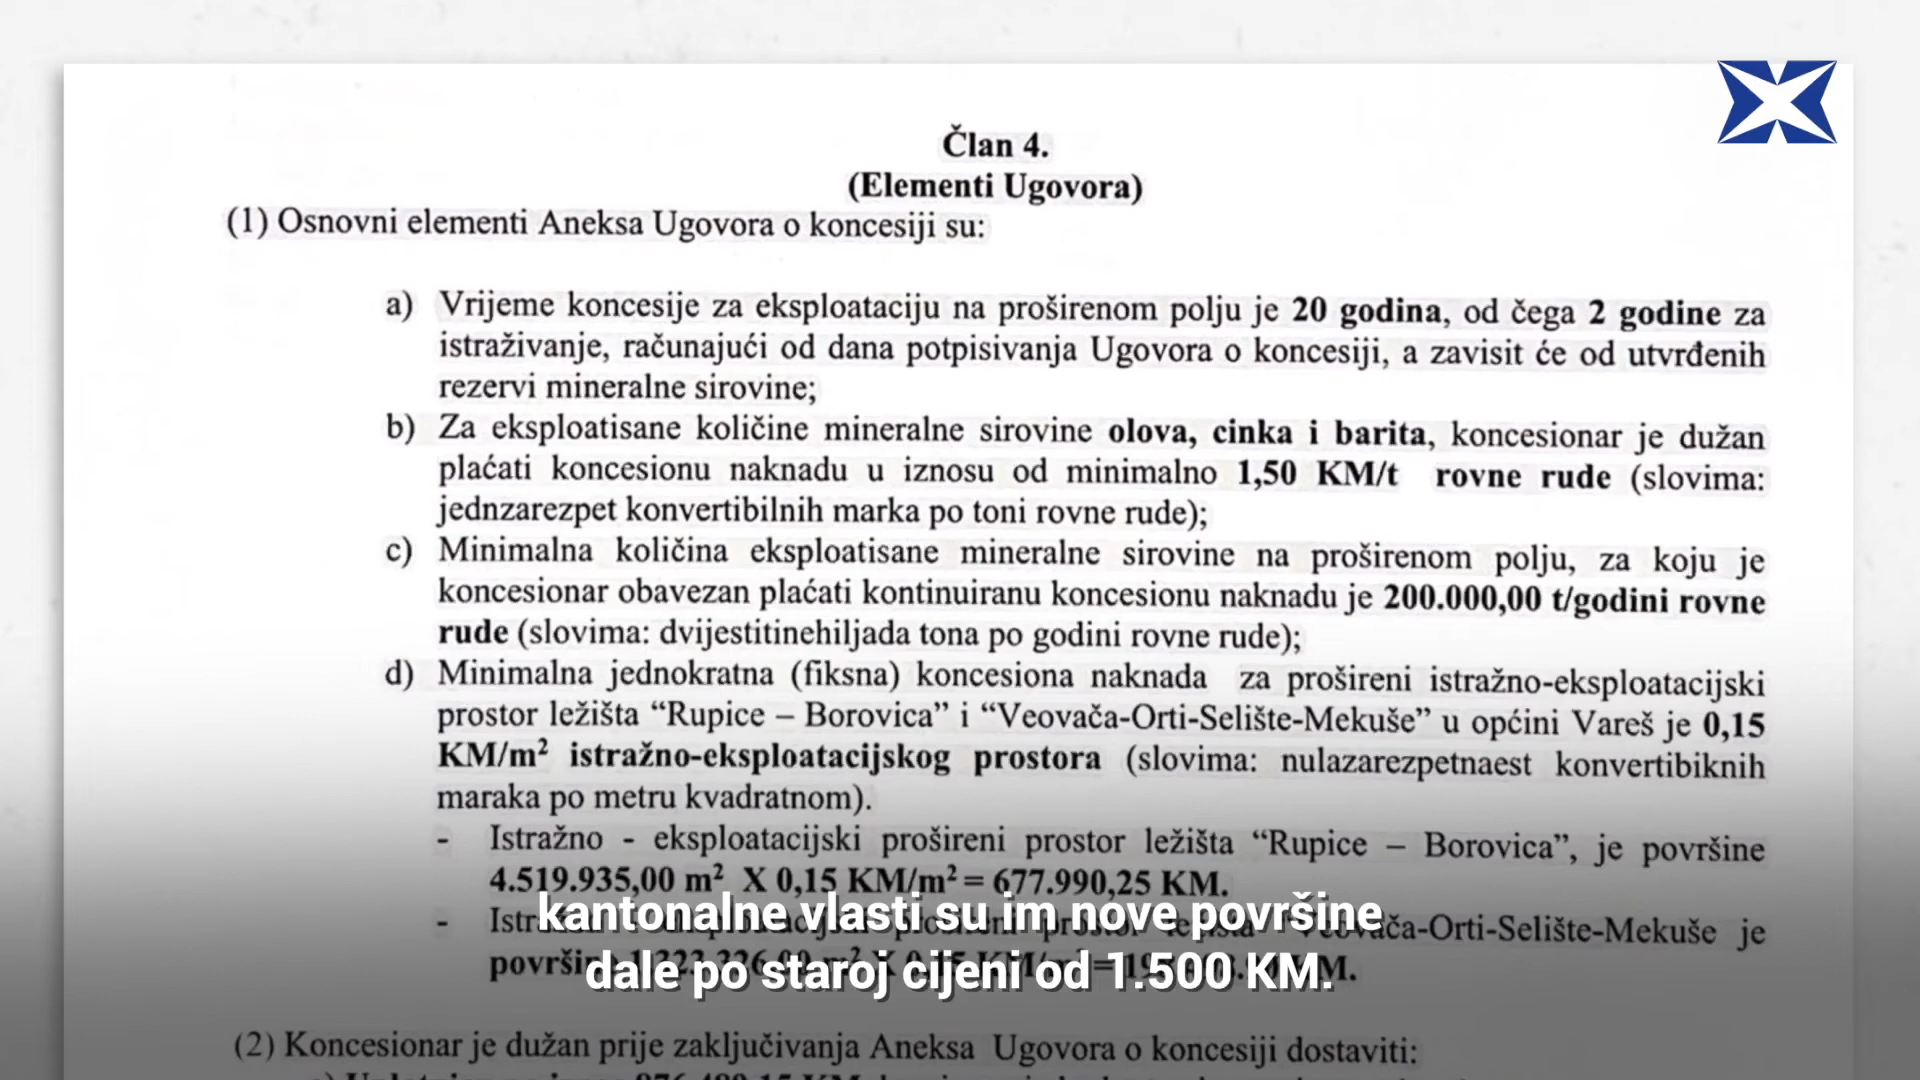 Član 4.
(Elementi Ugovora)
(1) Osnovni elementi Aneksa Ugovora o koncesiji su:
a) Vrijeme koncesije za eksploataciju na proširenom polju je 20 godina, od čega 2 godine za
istraživanje, računajući od dana potpisivanja Ugovora o koncesiji, a zavisit će od utvrđenih
rezervi mineralne sirovine;
b) Za eksploatisane količine mineralne sirovine olova, cinka i barita, koncesionar je dužan
plaćati koncesionu naknadu u iznosu od minimalno 1,50 KM/t rovne rude (slovima:
jednzarezpet konvertibilnih marka po toni rovne rude);
c) Minimalna količina eksploatisane mineralne sirovine na proširenom polju, za koju je
koncesionar obavezan plaćati kontinuiranu koncesionu naknadu je 200.000,00 t/godini rovne
rude (slovima: dvijestitinehiljada tona po godini rovne rude);
d) Minimalna jednokratna (fiksna) koncesiona naknada za prošireni istražno-eksploatacijski
prostor ležišta “Rupice – Borovica” i “Veovača-Orti-Selište-Mekuše” u općini Vareš je 0,15
KM/m² istražno-eksploatacijskog prostora (slovima: nulazarezpetnaest konvertibiknih
maraka po metru kvadratnom).
- Istražno - eksploatacijski prošireni prostor ležišta “Rupice – Borovica”, je površine
4.519.935,00 m² X 0,15 KM/m² = 677.990,25 KM.
kantonalne vlasti su im nove površine
dale po staroj cijeni od 1.500 KM.
(2) Koncesionar je dužan prije zaključivanja Aneksa Ugovora o koncesiji dostaviti: